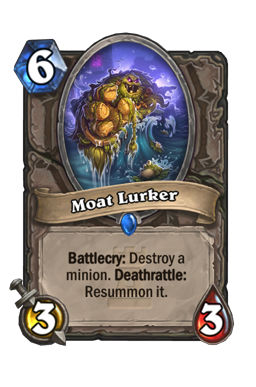 6
Moat Lurker
Battlecry: Destroy a
minion. Deathrattle:
Resummon it.
3
3